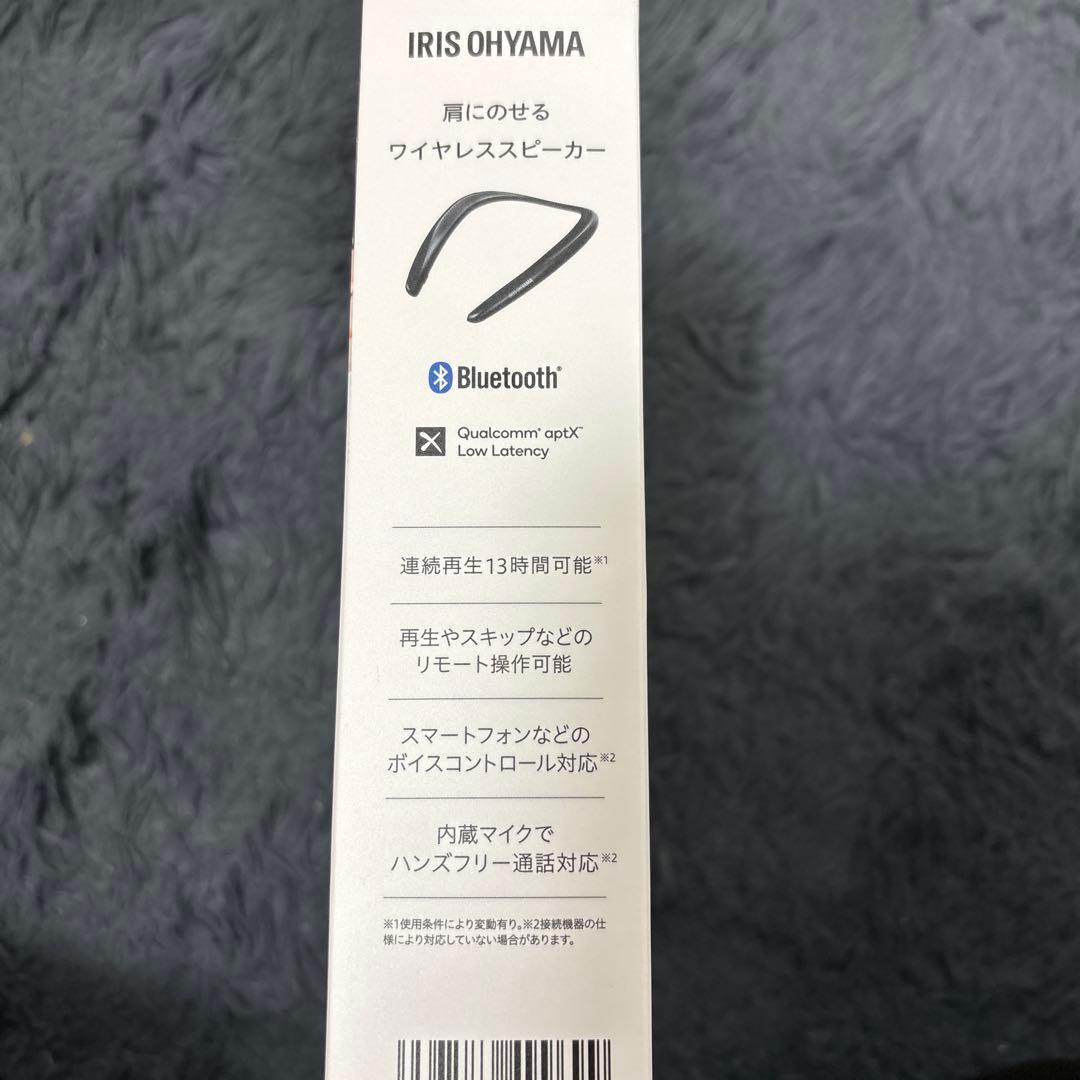 IRIS OHYAMA
肩にのせる
ワイヤレススピーカー
IRIS OHYAMA
Bluetooth®
Qualcomm® aptX™
Low Latency
連続再生13時間可能※1
再生やスキップなどの
リモート操作可能
スマートフォンなどの
ボイスコントロール対応※2
内蔵マイクで
ハンズフリー通話対応※2
※1使用条件により変動有り。※2接続機器の仕
様により対応していない場合があります。